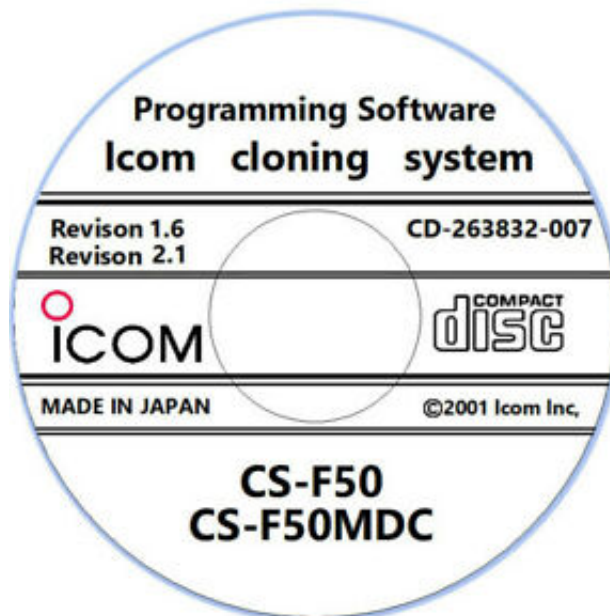 Programming Software
Icom cloning system
Revison 1.6
CD-263832-007
Revison 2.1
ICOM
COMPACT
disc
MADE IN JAPAN
©2001 Icom Inc,
CS-F50
CS-F50MDC